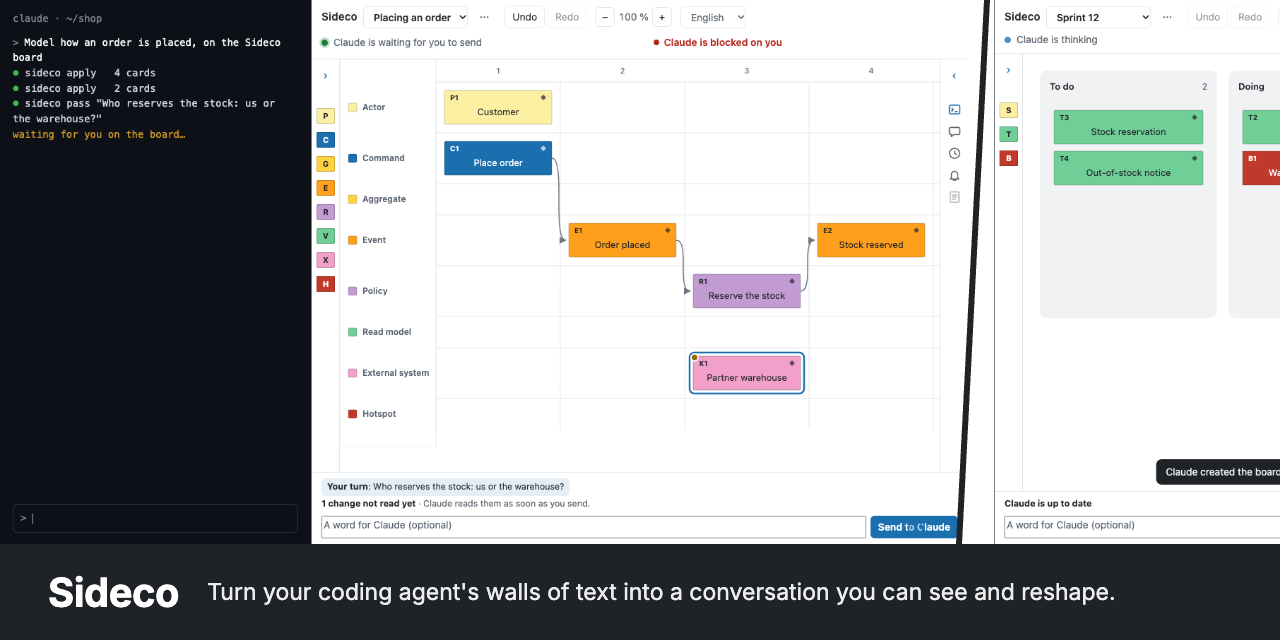 claude · ~/shop
> Model how an order is placed, on the Sideco
board
sideco apply 4 cards
sideco apply 2 cards
sideco pass "Who reserves the stock: us or
the warehouse?"
waiting for you on the board…
> |
Sideco
Placing an order
···
Undo
Redo
−
100 %
+
English
Claude is waiting for you to send
Claude is blocked on you
›
‹
P
C
G
E
R
V
X
H
1
2
3
4
Actor
Command
Aggregate
Event
Policy
Read model
External system
Hotspot
P1
Customer
C1
Place order
E1
Order placed
E2
Stock reserved
R1
Reserve the stock
X1
Partner warehouse
Your turn: Who reserves the stock: us or the warehouse?
1 change not read yet · Claude reads them as soon as you send.
A word for Claude (optional)
Send to Claude
Sideco
Sprint 12
···
Undo
Redo
Claude is thinking
›
S
T
B
To do
2
T3
Stock reservation
T4
Out-of-stock notice
Doing
T2
B1
Claude created the board
Claude is up to date
A word for Claude (optional)
Sideco
Turn your coding agent's walls of text into a conversation you can see and reshape.